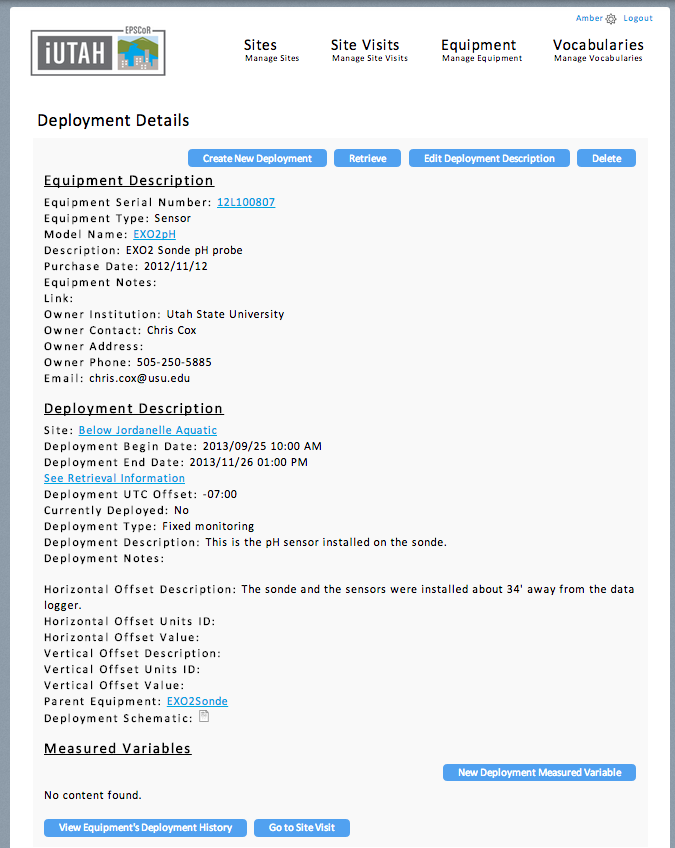 Amber Logout
EPSCoR
iUTAH
Sites Site Visits Equipment Vocabularies
Manage Sites Manage Site Visits Manage Equipment Manage Vocabularies
Deployment Details
Create New Deployment Retrieve Edit Deployment Description Delete
Equipment Description
Equipment Serial Number: 12L100807
Equipment Type: Sensor
Model Name: EXO2pH
Description: EXO2 Sonde pH probe
Purchase Date: 2012/11/12
Equipment Notes:
Link:
Owner Institution: Utah State University
Owner Contact: Chris Cox
Owner Address:
Owner Phone: 505-250-5885
Email: chris.cox@usu.edu
Deployment Description
Site: Below Jordanelle Aquatic
Deployment Begin Date: 2013/09/25 10:00 AM
Deployment End Date: 2013/11/26 01:00 PM
See Retrieval Information
Deployment UTC Offset: -07:00
Currently Deployed: No
Deployment Type: Fixed monitoring
Deployment Description: This is the pH sensor installed on the sonde.
Deployment Notes:
Horizontal Offset Description: The sonde and the sensors were installed about 34' away from the data
logger.
Horizontal Offset Units ID:
Horizontal Offset Value:
Vertical Offset Description:
Vertical Offset Units ID:
Vertical Offset Value:
Parent Equipment: EXO2Sonde
Deployment Schematic:
Measured Variables
New Deployment Measured Variable
No content found.
View Equipment's Deployment History Go to Site Visit